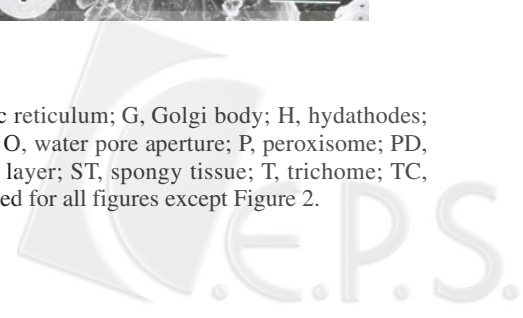 c reticulum; G, Golgi body; H, hydathodes;
O, water pore aperture; P, peroxisome; PD,
layer; ST, spongy tissue; T, trichome; TC,
ed for all figures except Figure 2.
C.E.P.S.